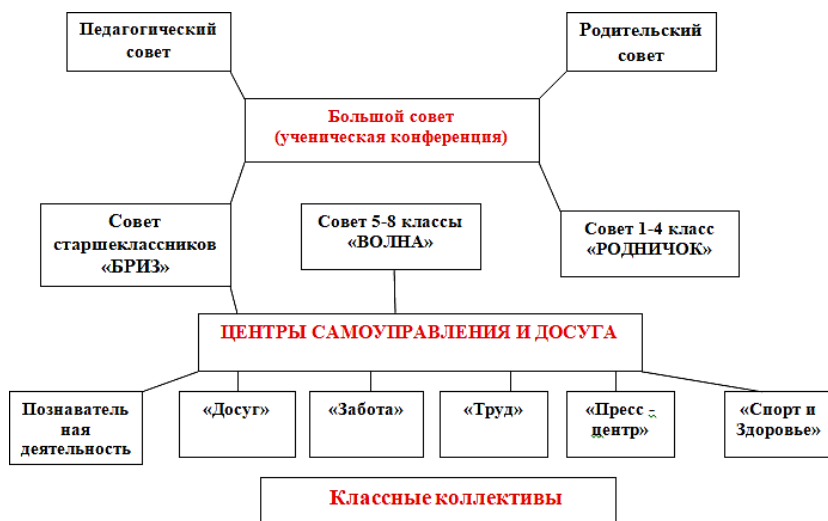 Педагогический
совет
Родительский
совет
Большой совет
(ученическая конференция)
Совет
старшеклассников
«БРИЗ»
Совет 5-8 классы
«ВОЛНА»
Совет 1-4 класс
«РОДНИЧОК»
ЦЕНТРЫ САМОУПРАВЛЕНИЯ И ДОСУГА
Познаватель
ная
деятельность
«Досуг»
«Забота»
«Труд»
«Пресс -
центр»
«Спорт и
Здоровье»
Классные коллективы